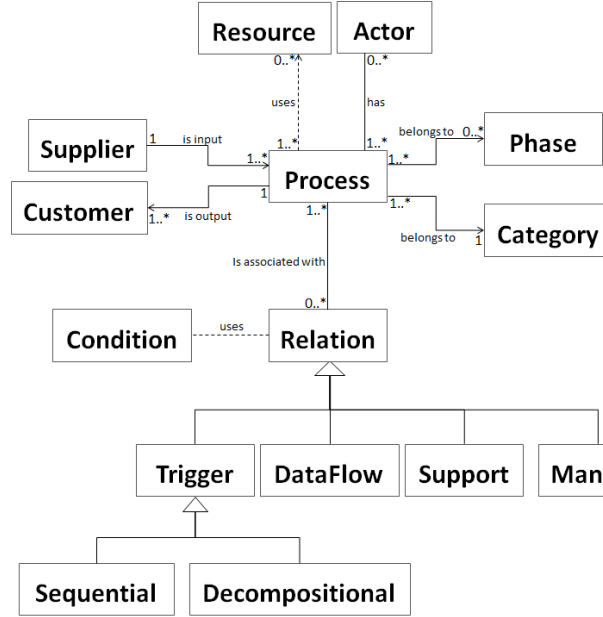 Resource
Actor
0..*
0..*
uses
has
1
is input
belongs to
0..*
Supplier
1..*
1..*
1..*
1..*
Phase
Process
Customer
1..*
is output
1
1..*
1..*
belongs to
1
Category
Is associated with
0..*
Condition
uses
Relation
Trigger
DataFlow
Support
Man
Sequential
Decompositional